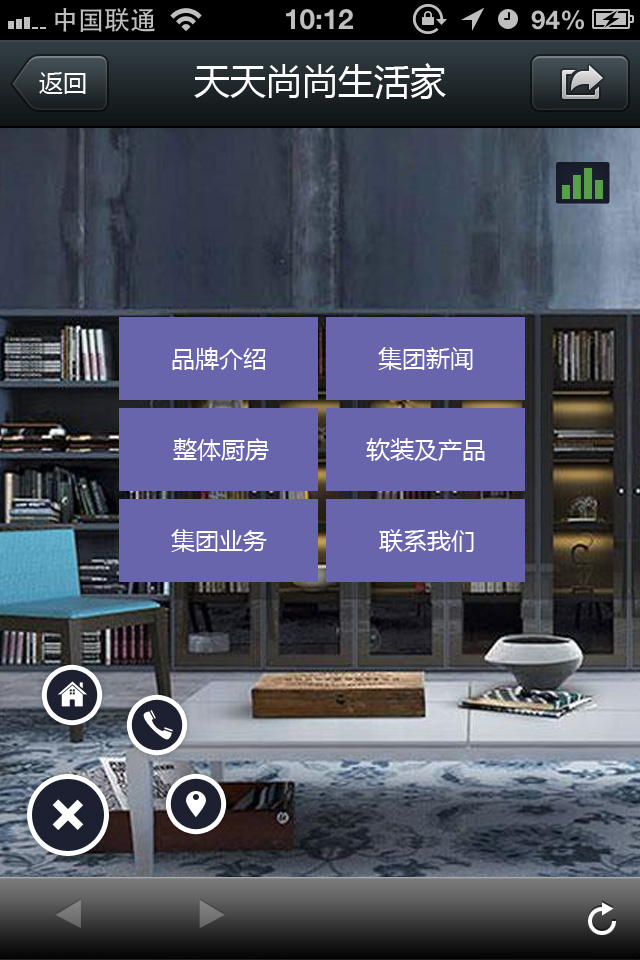 中国联通 10:12 94%
返回 天天尚尚生活家
品牌介绍 集团新闻
整体厨房 软装及产品
集团业务 联系我们